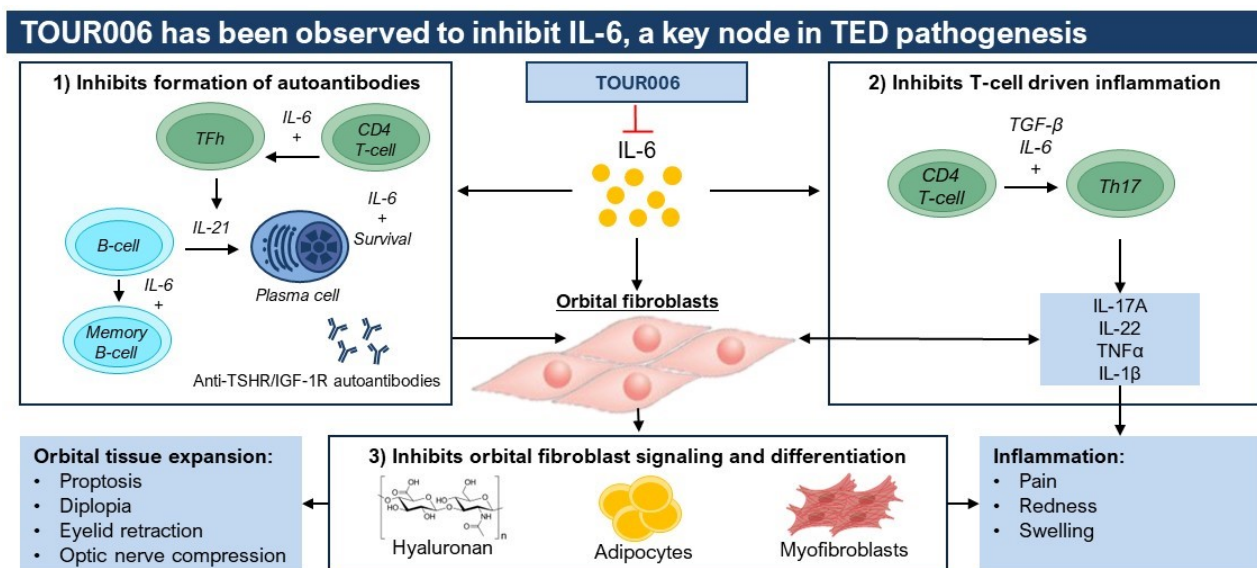 TOUR006 has been observed to inhibit IL-6, a key node in TED pathogenesis
1) Inhibits formation of autoantibodies
TFh
IL-6
+
CD4
T-cell
B-cell
IL-21
IL-6
+
Survival
Plasma cell
IL-6
+
Memory
B-cell
Anti-TSHR/IGF-1R autoantibodies
TOUR006
IL-6
Orbital fibroblasts
2) Inhibits T-cell driven inflammation
TGF-β
IL-6
+
CD4
T-cell
Th17
IL-17A
IL-22
TNFα
IL-1β
Orbital tissue expansion:
• Proptosis
• Diplopia
• Eyelid retraction
• Optic nerve compression
3) Inhibits orbital fibroblast signaling and differentiation
Hyaluronan
Adipocytes
Myofibroblasts
Inflammation:
• Pain
• Redness
• Swelling